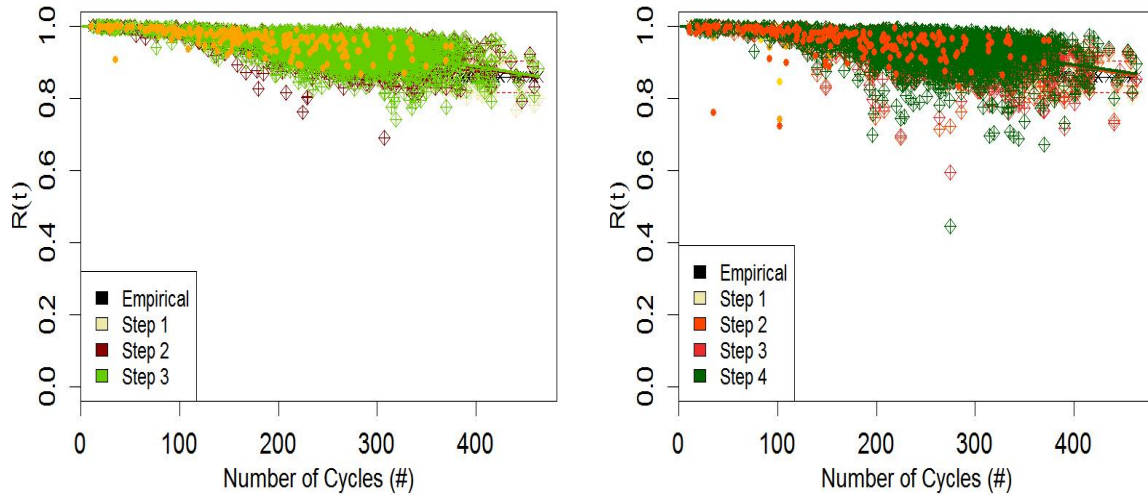 1.0
0.8
0.6
0.4
0.2
0.0
R(t)
Empirical
Step 1
Step 2
Step 3
0
100
200
300
400
Number of Cycles (#)
1.0
0.8
0.6
0.4
0.2
0.0
R(t)
Empirical
Step 1
Step 2
Step 3
Step 4
0
100
200
300
400
Number of Cycles (#)